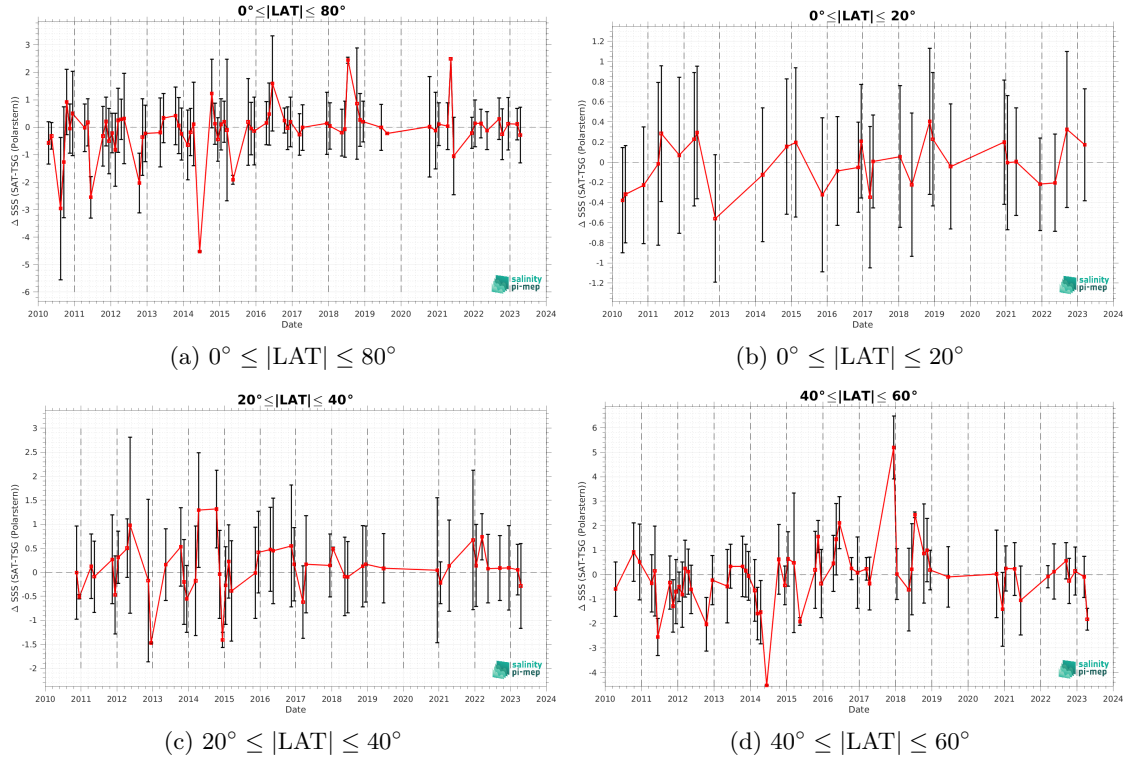 0°≤|LAT|≤ 80°
Δ SSS (SAT-TSG (Polarstern))
3
2
1
0
-1
-2
-3
-4
-5
-6
2010 2011 2012 2013 2014 2015 2016 2017 2018 2019 2020 2021 2022 2023 2024
Date
salinity
pi-mep
(a) 0° ≤ |LAT| ≤ 80°
0°≤|LAT|≤ 20°
Δ SSS (SAT-TSG (Polarstern))
1.2
1
0.8
0.6
0.4
0.2
0
-0.2
-0.4
-0.6
-0.8
-1
-1.2
2010 2011 2012 2013 2014 2015 2016 2017 2018 2019 2020 2021 2022 2023 2024
Date
salinity
pi-mep
(b) 0° ≤ |LAT| ≤ 20°
20°≤|LAT|≤ 40°
Δ SSS (SAT-TSG (Polarstern))
3
2.5
2
1.5
1
0.5
0
-0.5
-1
-1.5
-2
2010 2011 2012 2013 2014 2015 2016 2017 2018 2019 2020 2021 2022 2023 2024
Date
salinity
pi-mep
(c) 20° ≤ |LAT| ≤ 40°
40°≤|LAT|≤ 60°
Δ SSS (SAT-TSG (Polarstern))
6
5
4
3
2
1
0
-1
-2
-3
-4
2010 2011 2012 2013 2014 2015 2016 2017 2018 2019 2020 2021 2022 2023 2024
Date
salinity
pi-mep
(d) 40° ≤ |LAT| ≤ 60°